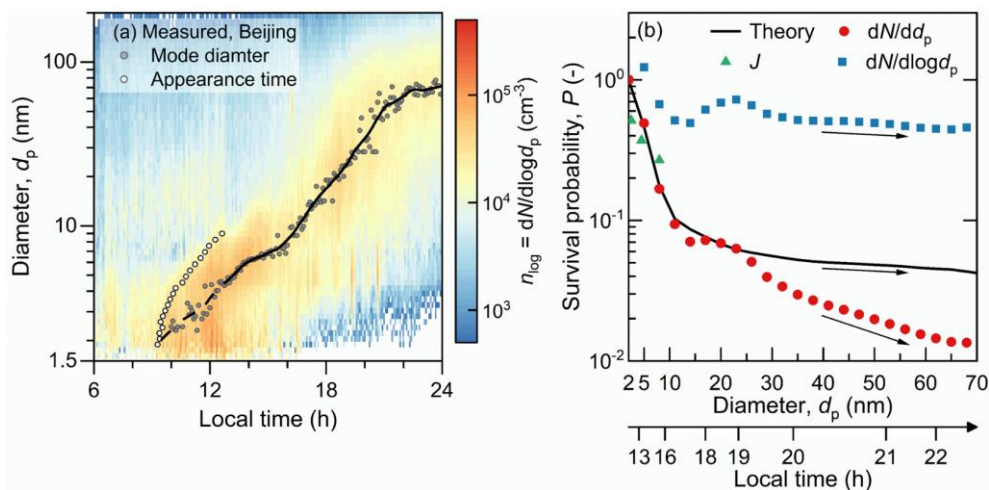 (a) Measured, Beijing
Mode diamter
Appearance time
100
10
1.5
Diameter, dp (nm)
6 12 18 24
Local time (h)
10⁵
10⁴
10³
nlog = dN/dlogdp (cm⁻³)
(b)
Theory
dN/ddp
J
dN/dlogdp
10⁰
10⁻¹
10⁻²
Survival probability, P (-)
2 5 10 20 30 40 50 60 70
Diameter, dp (nm)
13 16 18 19 20 21 22
Local time (h)